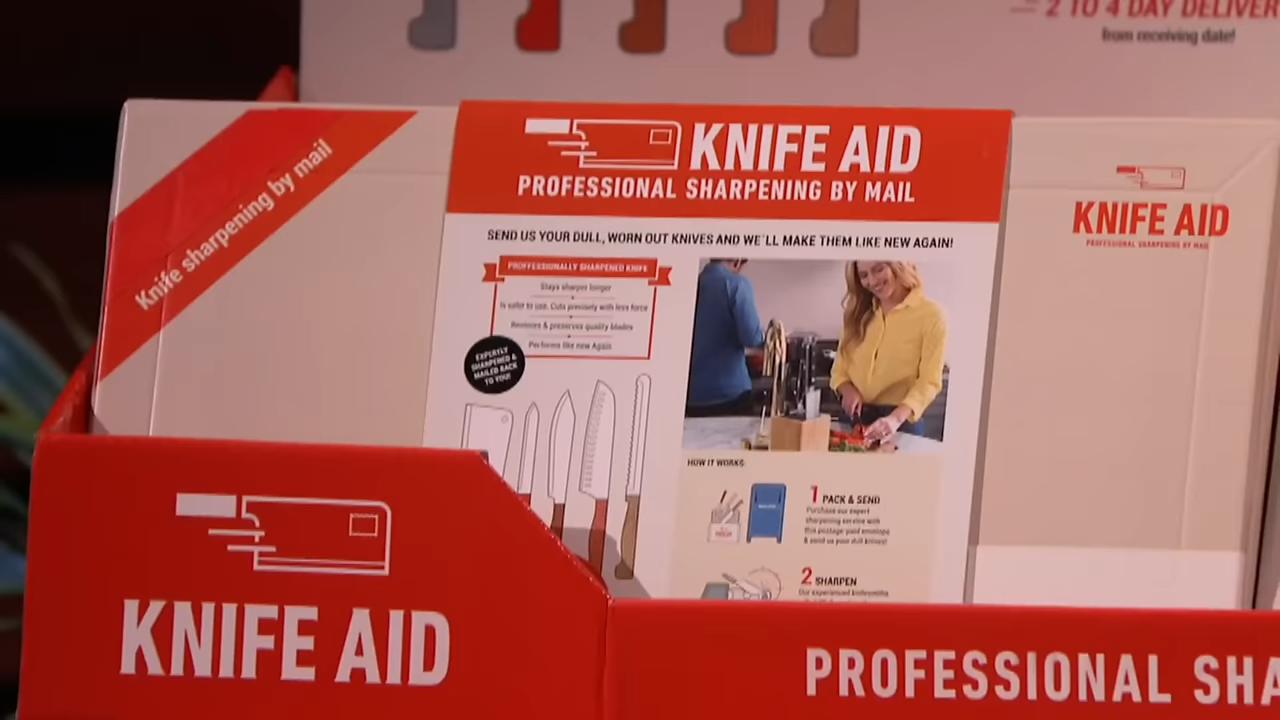 2 TO 4 DAY DELIVER
from receiving date!
Knife sharpening by mail
KNIFE AID
PROFESSIONAL SHARPENING BY MAIL
SEND US YOUR DULL, WORN OUT KNIVES AND WE´LL MAKE THEM LIKE NEW AGAIN!
PROFFESSIONALLY SHARPENED KNIFE
Stays sharper longer
Is safer to use. Cuts precisely with less force
Restores & preserves quality blades
Performs like new Again
EXPERTLY
SHARPENED &
MAILED BACK
TO YOU!
HOW IT WORKS:
1 PACK & SEND
Purchase our expert
sharpening service with
this postage paid envelope
& send us your dull knives!
2 SHARPEN
Our experienced knifesmiths
KNIFE AID
PROFESSIONAL SHARPENING BY MAIL
KNIFE AID
PROFESSIONAL SHA